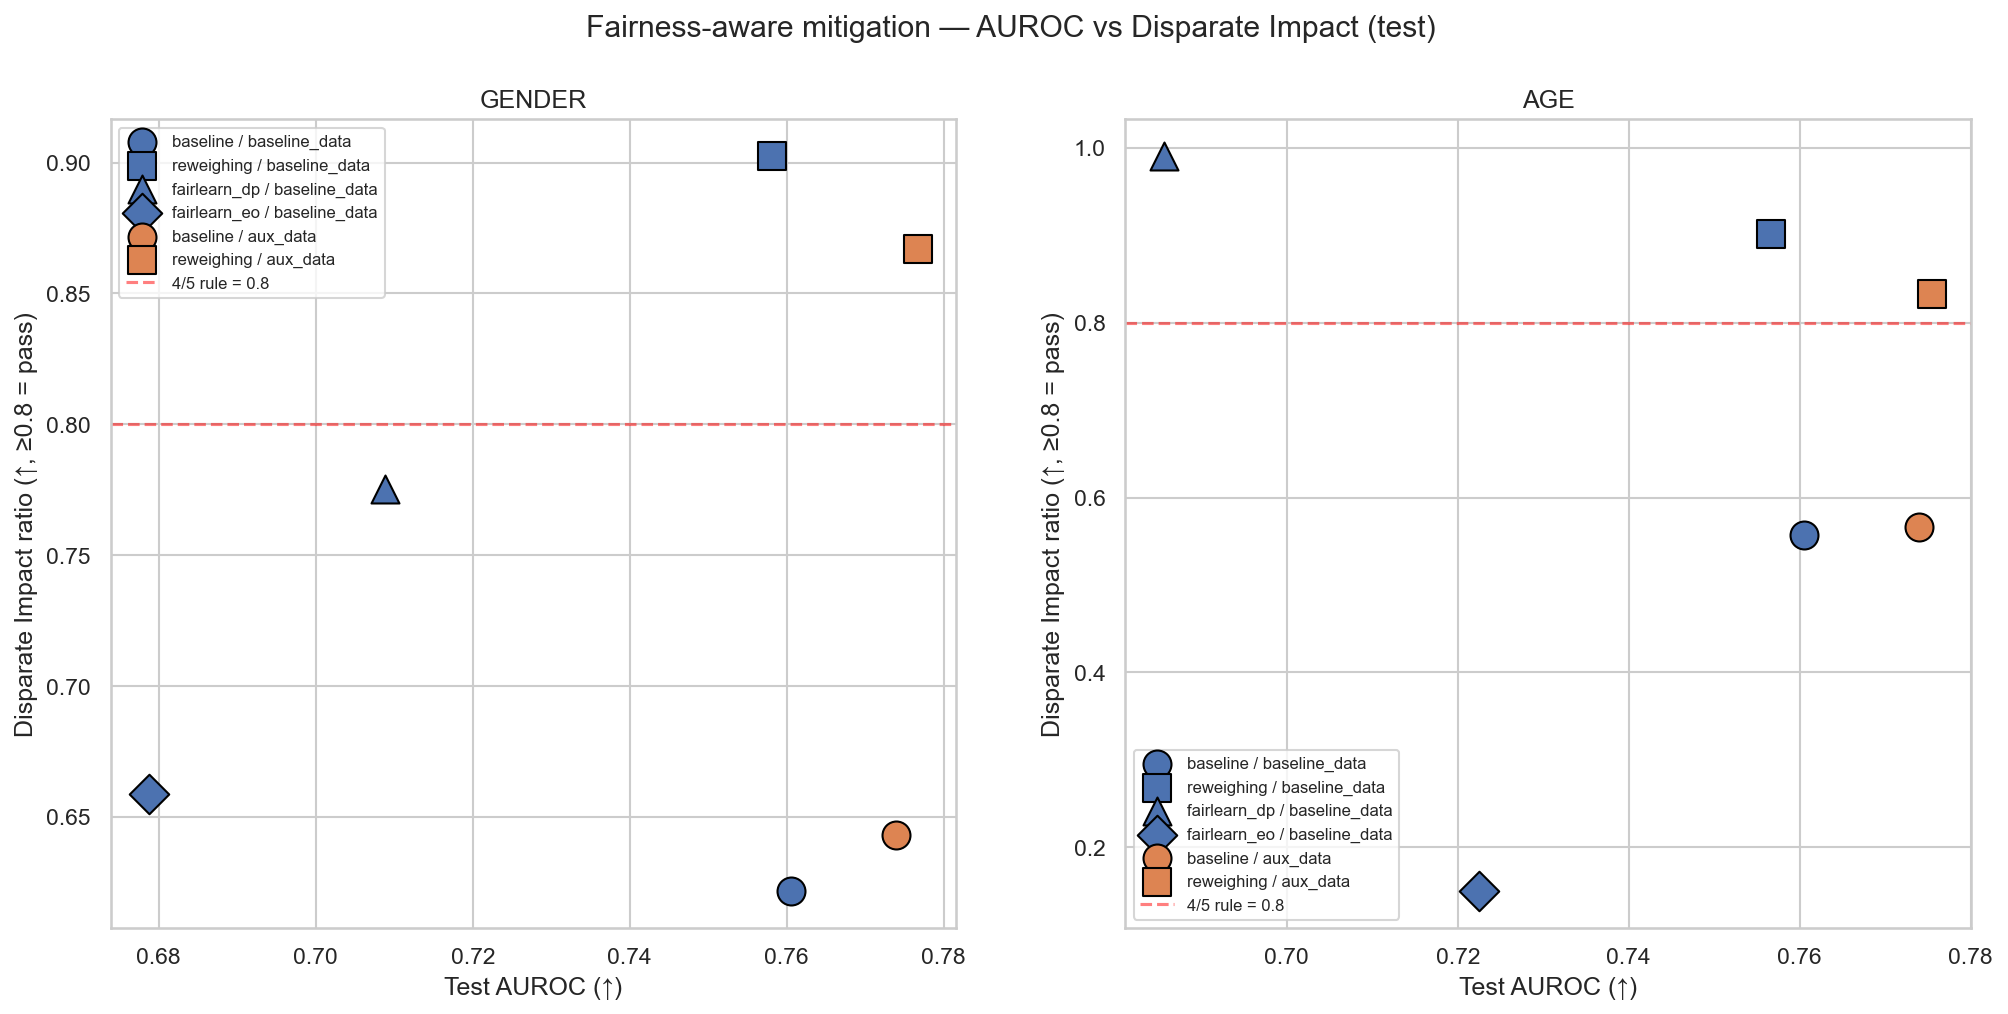 Fairness-aware mitigation — AUROC vs Disparate Impact (test)
GENDER
baseline / baseline_data
reweighing / baseline_data
fairlearn_dp / baseline_data
fairlearn_eo / baseline_data
baseline / aux_data
reweighing / aux_data
4/5 rule = 0.8
0.90
0.85
0.80
0.75
0.70
0.65
Disparate Impact ratio (↑, ≥0.8 = pass)
0.68 0.70 0.72 0.74 0.76 0.78
Test AUROC (↑)
AGE
1.0
0.8
0.6
0.4
0.2
Disparate Impact ratio (↑, ≥0.8 = pass)
baseline / baseline_data
reweighing / baseline_data
fairlearn_dp / baseline_data
fairlearn_eo / baseline_data
baseline / aux_data
reweighing / aux_data
4/5 rule = 0.8
0.70 0.72 0.74 0.76 0.78
Test AUROC (↑)